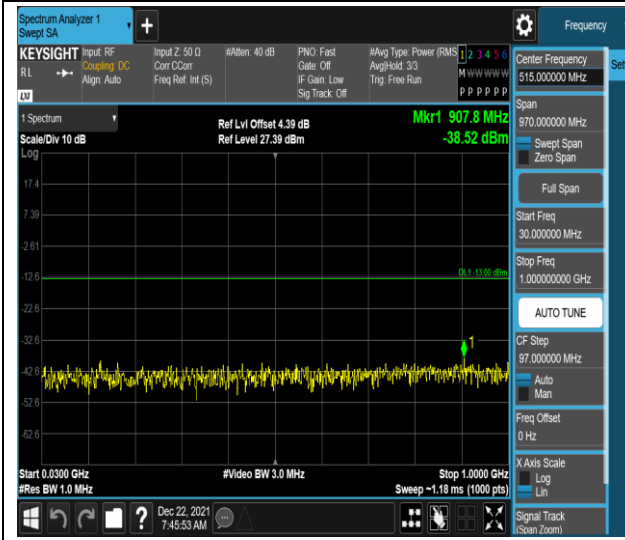 Spectrum Analyzer 1
Swept SA
+
Frequency
KEYSIGHT
RL
LXI
Input: RF
Coupling: DC
Align: Auto
Input Z: 50 Ω
Corr CCorr
Freq Ref: Int (S)
#Atten: 40 dB
PNO: Fast
Gate: Off
IF Gain: Low
Sig Track: Off
#Avg Type: Power (RMS
Avg|Hold: 3/3
Trig: Free Run
1 2 3 4 5 6
M W W W W W
P P P P P P
1 Spectrum
Scale/Div 10 dB
Log
Ref Lvl Offset 4.39 dB
Ref Level 27.39 dBm
Mkr1 907.8 MHz
-38.52 dBm
17.4
7.39
-2.61
-12.6
-22.6
-32.6
-42.6
-52.6
-62.6
DL1 -13.00 dBm
1
Start 0.0300 GHz
#Res BW 1.0 MHz
#Video BW 3.0 MHz
Stop 1.0000 GHz
Sweep ~1.18 ms (1000 pts)
?
Dec 22, 2021
7:45:53 AM
Center Frequency
515.000000 MHz
Span
970.000000 MHz
Swept Span
Zero Span
Full Span
Start Freq
30.000000 MHz
Stop Freq
1.000000000 GHz
AUTO TUNE
CF Step
97.000000 MHz
Auto
Man
Freq Offset
0 Hz
X Axis Scale
Log
Lin
Signal Track
(Span Zoom)
Set